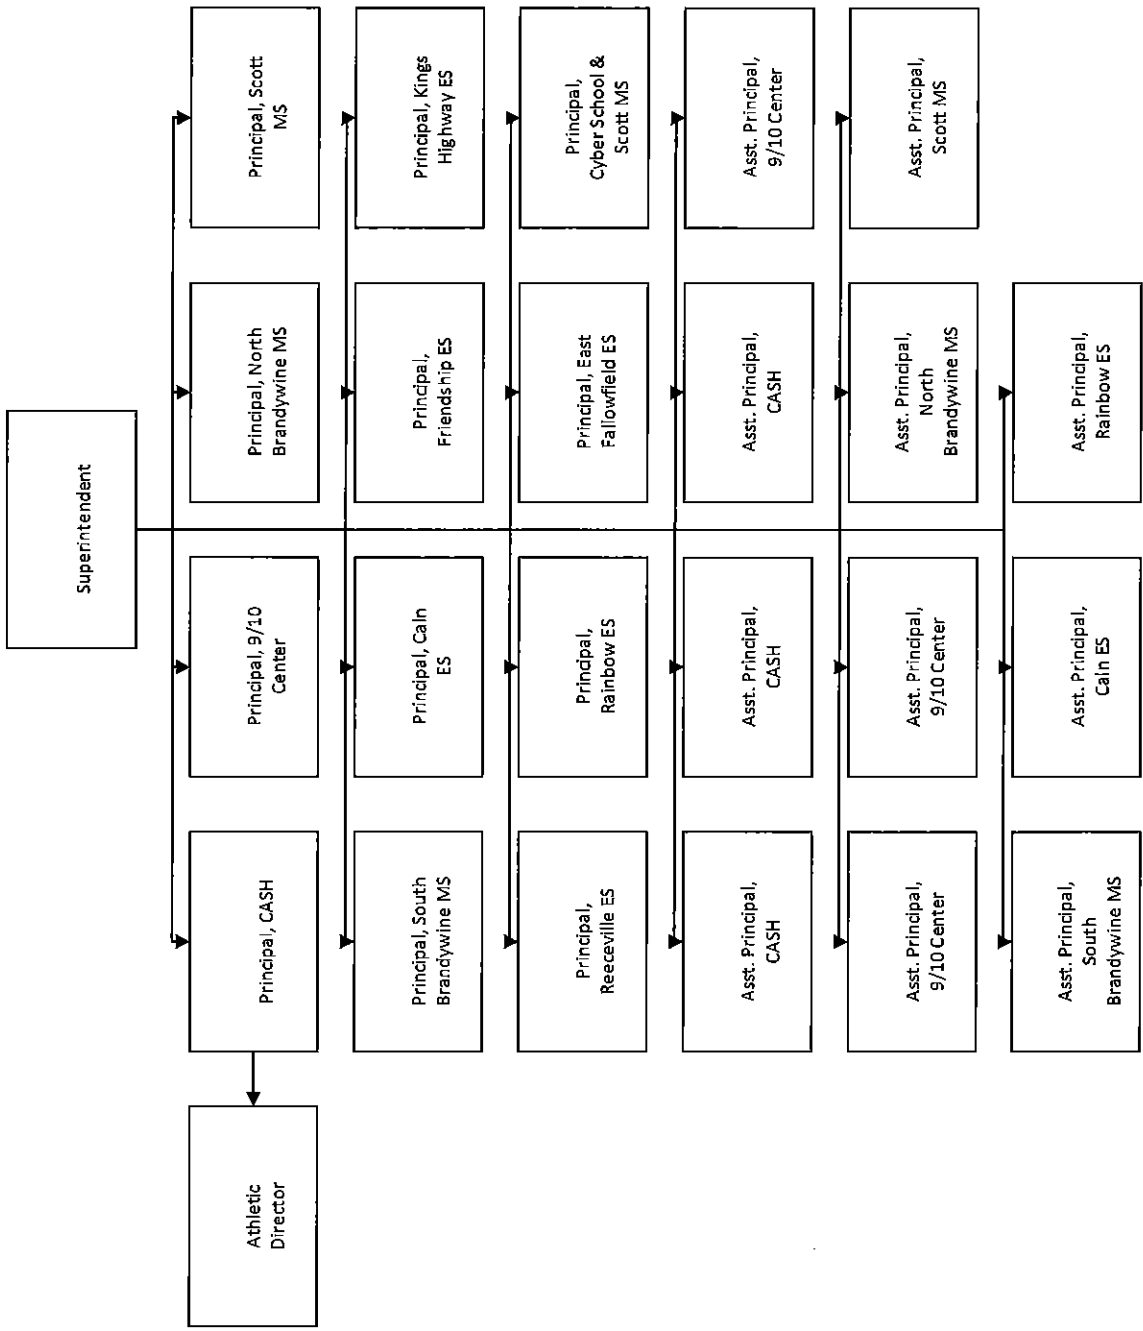 Superintendent
Athletic
Director
Principal, CASH
Principal, 9/10
Center
Principal, North
Brandywine MS
Principal, Scott
MS
Principal, South
Brandywine MS
Principal, Caln
ES
Principal,
Friendship ES
Principal, Kings
Highway ES
Principal,
Reeceville ES
Principal,
Rainbow ES
Principal, East
Fallowfield ES
Principal,
Cyber School &
Scott MS
Asst. Principal,
CASH
Asst. Principal,
CASH
Asst. Principal,
CASH
Asst. Principal,
9/10 Center
Asst. Principal,
9/10 Center
Asst. Principal,
9/10 Center
Asst. Principal,
North
Brandywine MS
Asst. Principal,
Scott MS
Asst. Principal,
South
Brandywine MS
Asst. Principal,
Caln ES
Asst. Principal,
Rainbow ES